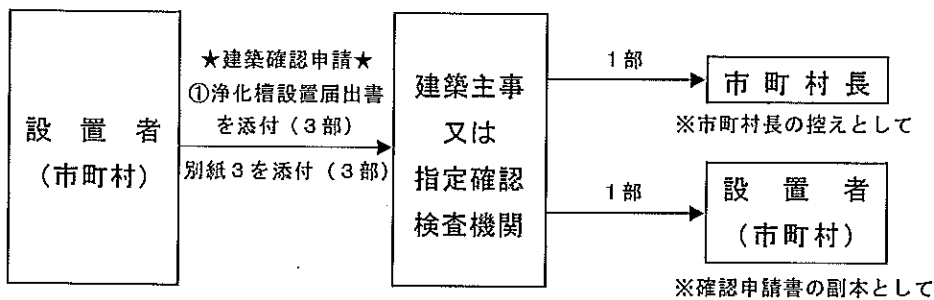 設置者
(市町村)
★建築確認申請★
①浄化槽設置届出書
を添付(3部)
別紙3を添付(3部)
建築主事
又は
指定確認
検査機関
1部
市町村長
※市町村長の控えとして
1部
設置者
(市町村)
※確認申請書の副本として